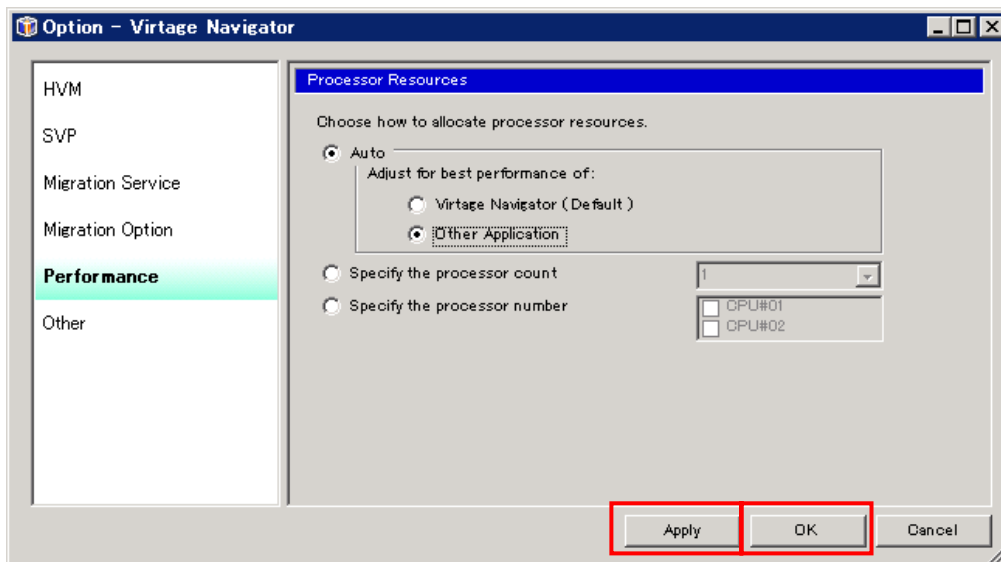 Option - Virtage Navigator
HVM
SVP
Migration Service
Migration Option
Performance
Other
Processor Resources
Choose how to allocate processor resources.
Auto
Adjust for best performance of:
Virtage Navigator ( Default )
Other Application
Specify the processor count
1
Specify the processor number
CPU#01
CPU#02
Apply
OK
Cancel